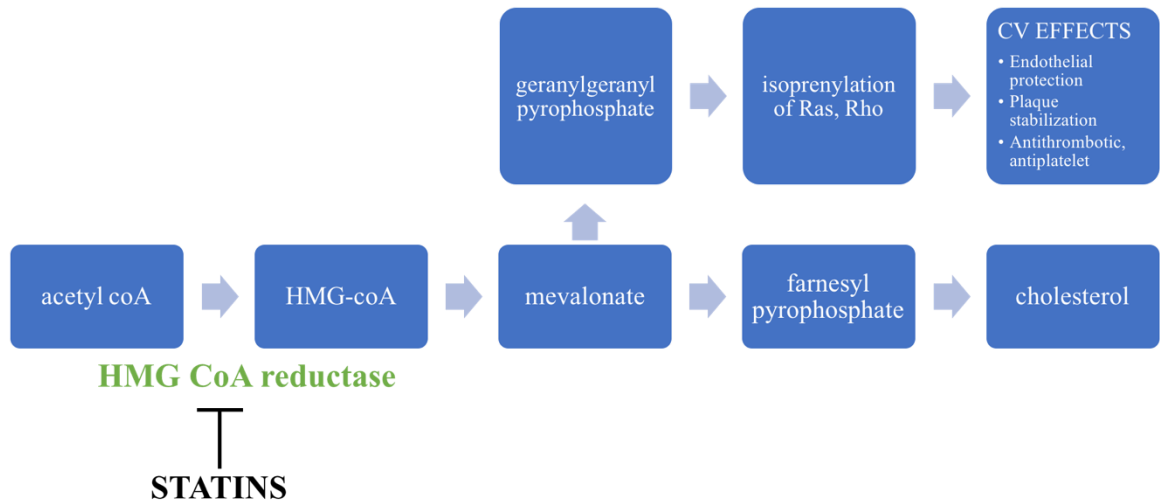 geranylgeranyl
pyrophosphate
isoprenylation
of Ras, Rho
CV EFFECTS
• Endothelial
protection
• Plaque
stabilization
• Antithrombotic,
antiplatelet
acetyl coA
HMG-coA
mevalonate
farnesyl
pyrophosphate
cholesterol
HMG CoA reductase
STATINS